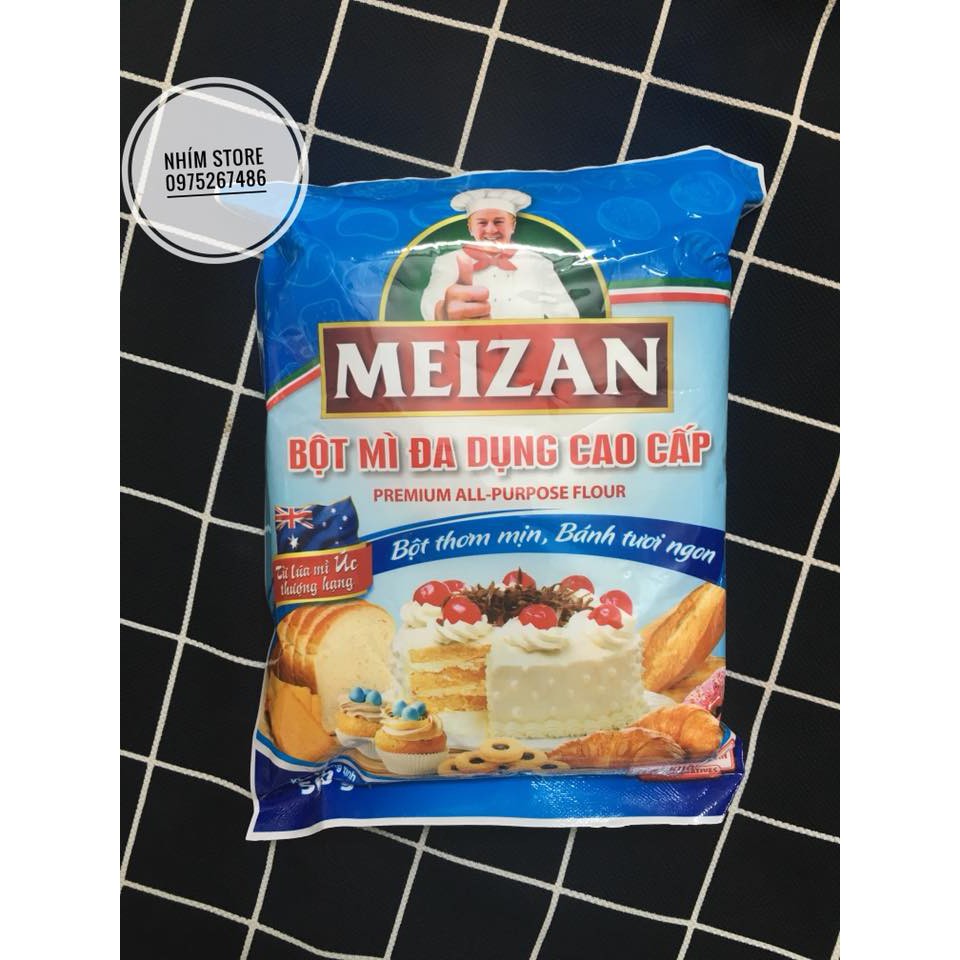 NHÍM STORE
0975267486
MEIZAN
BỘT MÌ ĐA DỤNG CAO CẤP
PREMIUM ALL-PURPOSE FLOUR
Bột thơm mịn, Bánh tươi ngon
Từ lúa mì Úc
thượng hạng